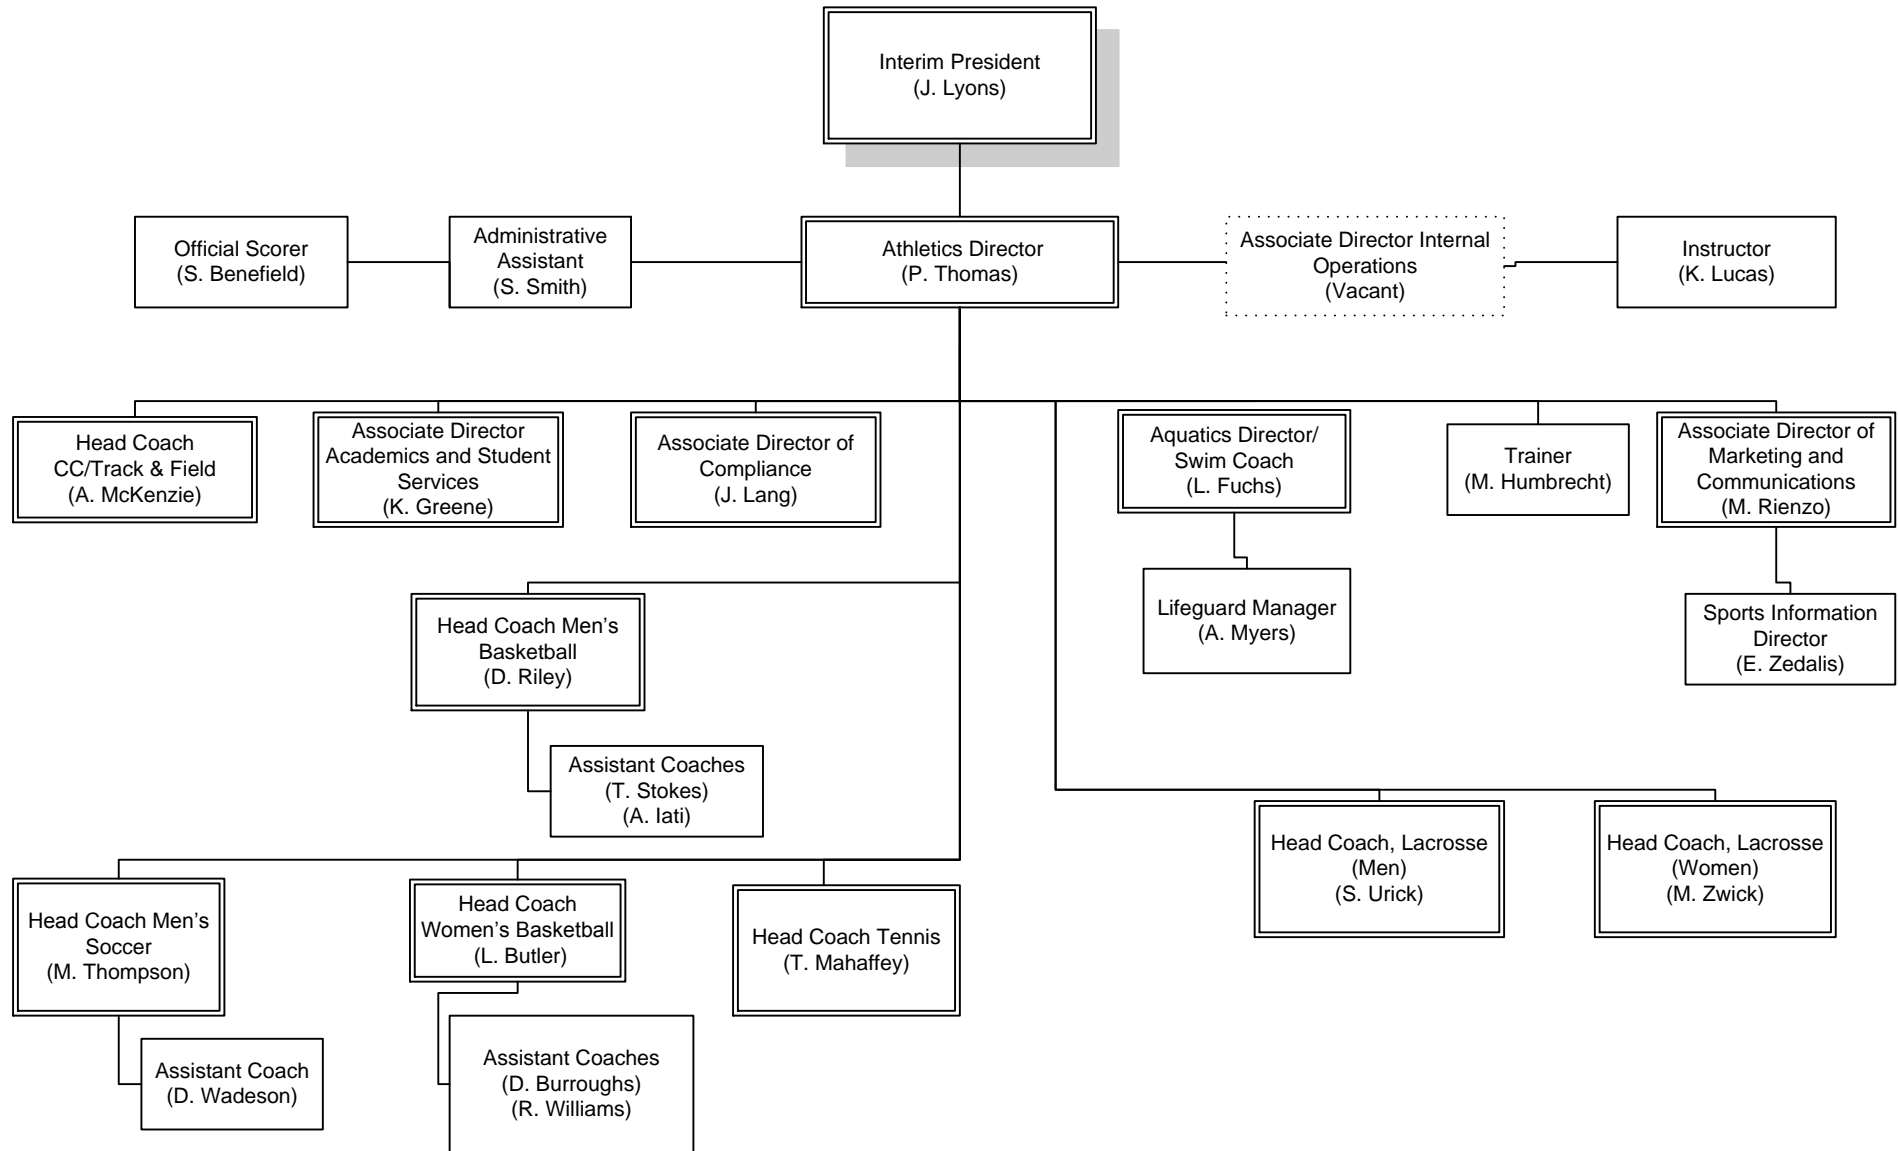 Interim President
(J. Lyons)
Official Scorer
(S. Benefield)
Administrative
Assistant
(S. Smith)
Athletics Director
(P. Thomas)
Associate Director Internal
Operations
(Vacant)
Instructor
(K. Lucas)
Head Coach
CC/Track & Field
(A. McKenzie)
Associate Director
Academics and Student
Services
(K. Greene)
Associate Director of
Compliance
(J. Lang)
Aquatics Director/
Swim Coach
(L. Fuchs)
Trainer
(M. Humbrecht)
Associate Director of
Marketing and
Communications
(M. Rienzo)
Lifeguard Manager
(A. Myers)
Sports Information
Director
(E. Zedalis)
Head Coach Men’s
Basketball
(D. Riley)
Assistant Coaches
(T. Stokes)
(A. Iati)
Head Coach, Lacrosse
(Men)
(S. Urick)
Head Coach, Lacrosse
(Women)
(M. Zwick)
Head Coach Men’s
Soccer
(M. Thompson)
Head Coach
Women’s Basketball
(L. Butler)
Head Coach Tennis
(T. Mahaffey)
Assistant Coach
(D. Wadeson)
Assistant Coaches
(D. Burroughs)
(R. Williams)